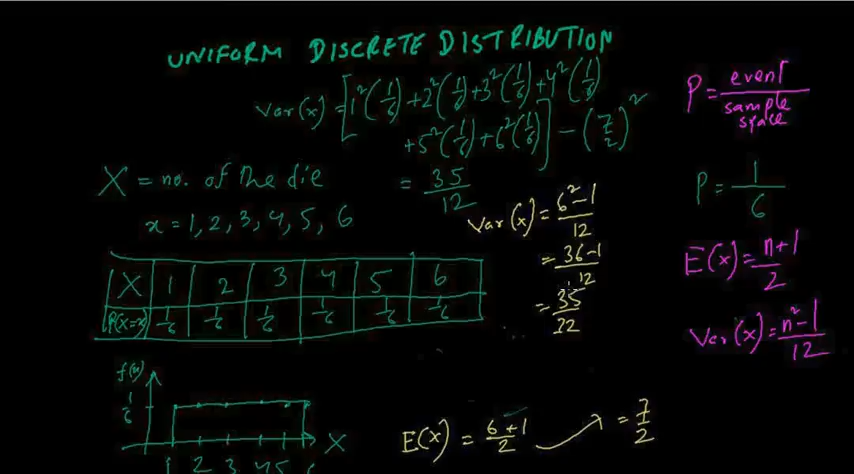 UNIFORM DISCRETE DISTRIBUTION
Var(x) = [1²(1/6) + 2²(1/6) + 3²(1/6) + 4²(1/6)
+ 5²(1/6) + 6²(1/6)] - (7/2)²
= 35/12
X = no. of the die
x = 1, 2, 3, 4, 5, 6
X 1 2 3 4 5 6
P(X=x) 1/6 1/6 1/6 1/6 1/6 1/6
f(x)
1/6
X
1 2 3 4 5
Var(x) = 6²-1/12
= 36-1/12
= 35/22
E(x) = 6+1/2 = 7/2
P = event/sample space
P = 1/6
E(x) = n+1/2
Var(x) = n²-1/12